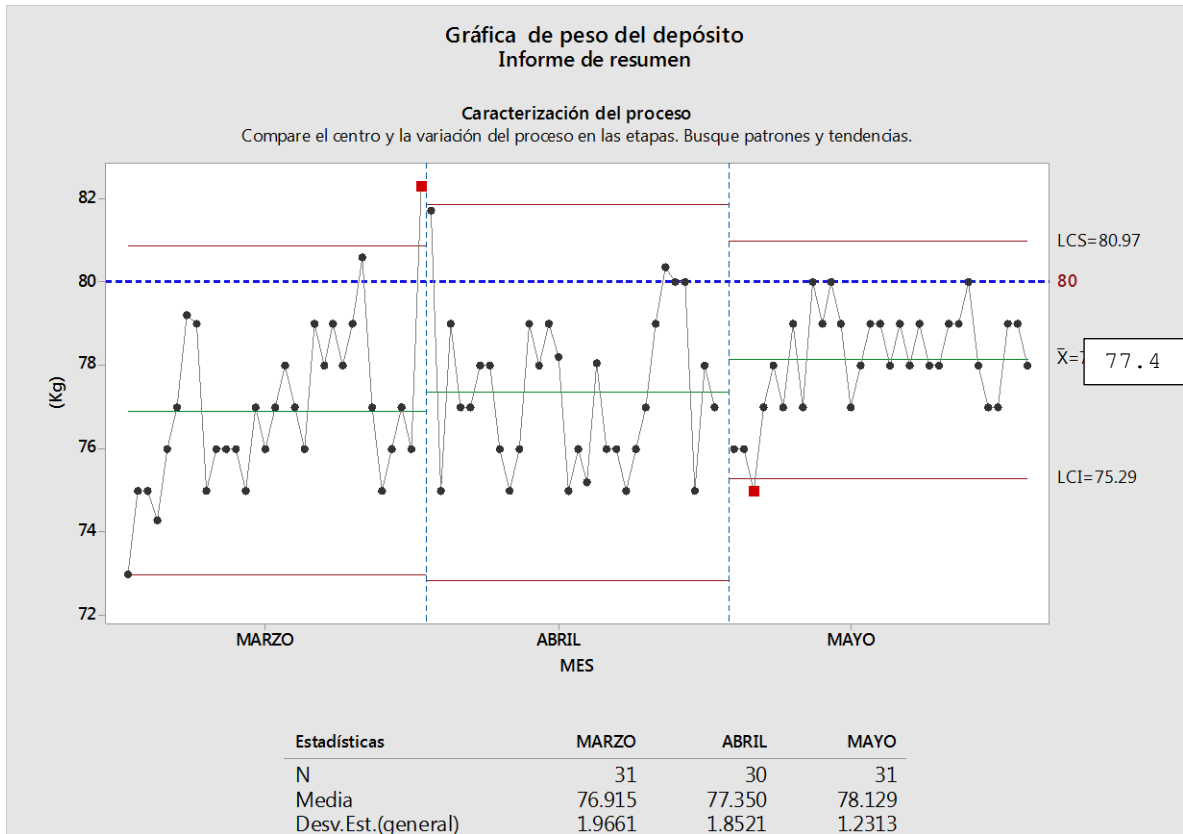 Gráfica de peso del depósito
Informe de resumen
Caracterización del proceso
Compare el centro y la variación del proceso en las etapas. Busque patrones y tendencias.
82
80
78
76
74
72
(Kg)
LCS=80.97
80
X̄=7
77.4
LCI=75.29
MARZO ABRIL MAYO
MES
Estadísticas MARZO ABRIL MAYO
N 31 30 31
Media 76.915 77.350 78.129
Desv.Est.(general) 1.9661 1.8521 1.2313